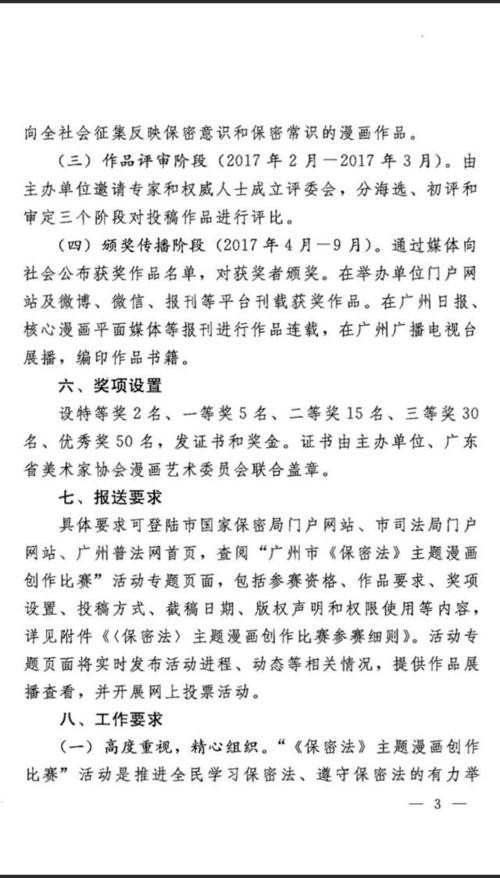 向全社会征集反映保密意识和保密常识的漫画作品。
（三）作品评审阶段（2017 年 2 月—2017 年 3 月）。由
主办单位邀请专家和权威人士成立评委会，分海选、初评和
审定三个阶段对投稿作品进行评比。
（四）颁奖传播阶段（2017 年 4 月—9 月）。通过媒体向
社会公布获奖作品名单，对获奖者颁奖。在举办单位门户网
站及微博、微信、报刊等平台刊载获奖作品。在广州日报、
核心漫画平面媒体等报刊进行作品连载，在广州广播电视台
展播，编印作品书籍。
六、奖项设置
设特等奖 2 名、一等奖 5 名、二等奖 15 名、三等奖 30
名、优秀奖 50 名，发证书和奖金。证书由主办单位、广东
省美术家协会漫画艺术委员会联合盖章。
七、报送要求
具体要求可登陆市国家保密局门户网站、市司法局门户
网站、广州普法网首页，查阅“广州市《保密法》主题漫画
创作比赛”活动专题页面，包括参赛资格、作品要求、奖项
设置、投稿方式、截稿日期、版权声明和权限使用等内容，
详见附件《〈保密法〉主题漫画创作比赛参赛细则》。活动专
题页面将实时发布活动进程、动态等相关情况，提供作品展
播查看，并开展网上投票活动。
八、工作要求
（一）高度重视，精心组织。“《保密法》主题漫画创作
比赛”活动是推进全民学习保密法、遵守保密法的有力举
— 3 —